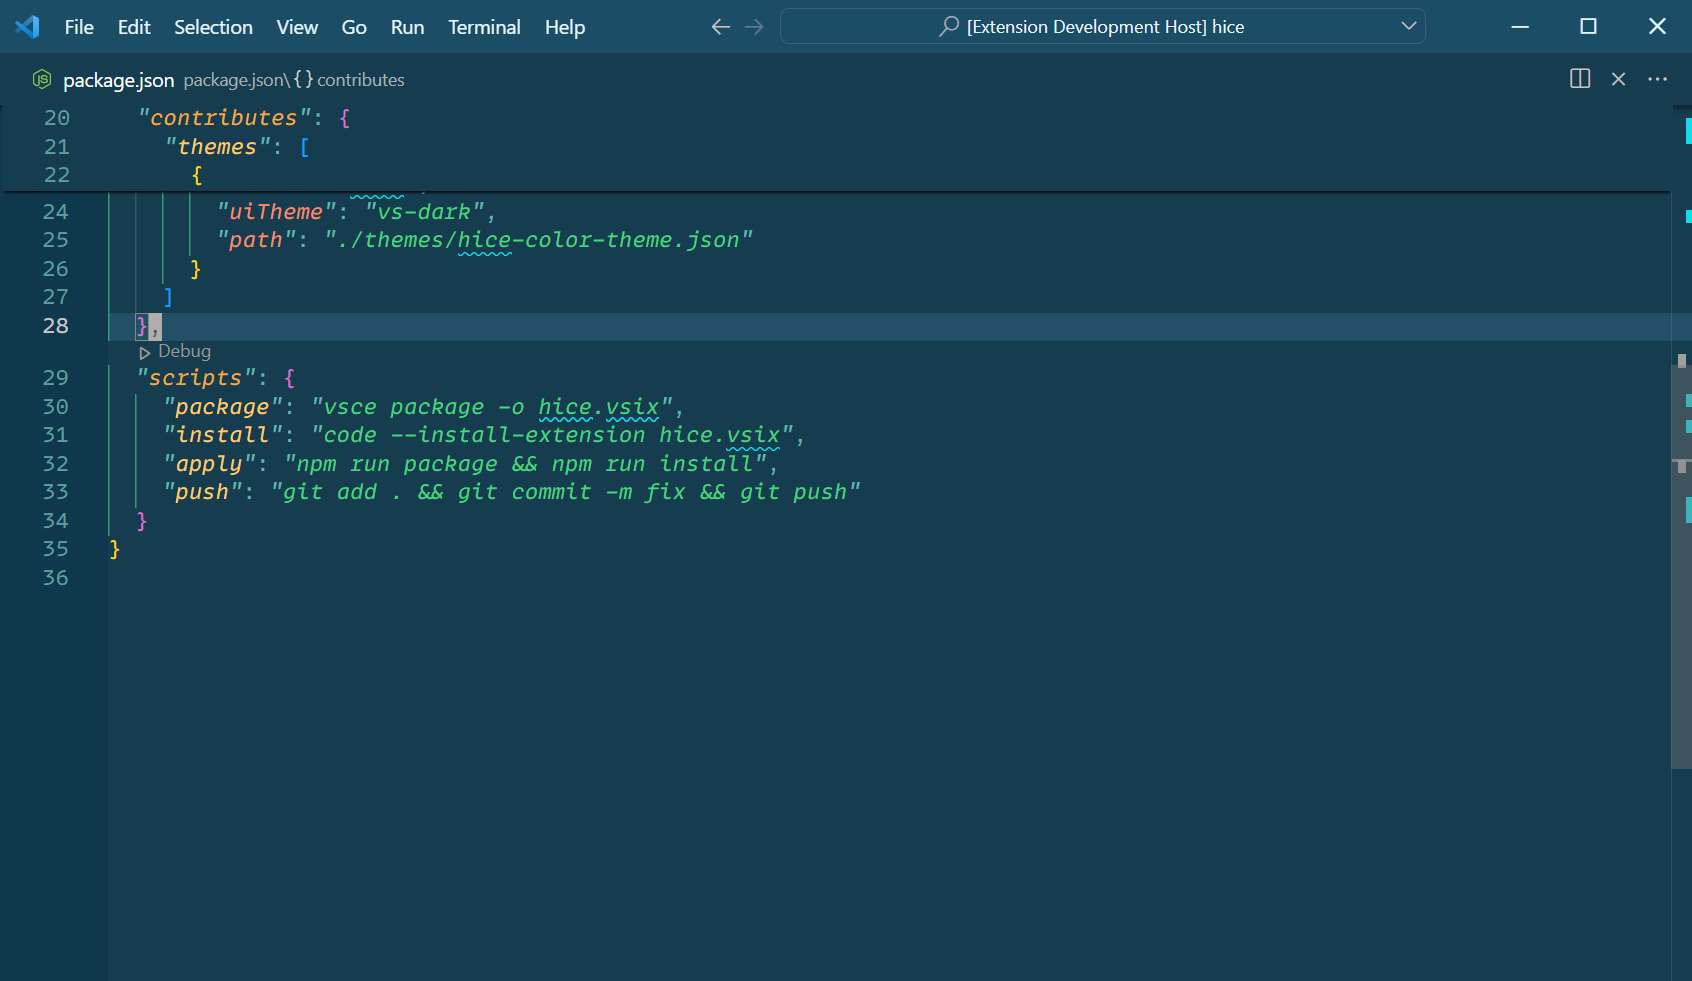 File Edit Selection View Go Run Terminal Help [Extension Development Host] hice
package.json package.json\{}contributes
20 "contributes": {
21 "themes": [
22 {
24 "uiTheme": "vs-dark",
25 "path": "./themes/hice-color-theme.json"
26 }
27 ]
28 },
Debug
29 "scripts": {
30 "package": "vsce package -o hice.vsix",
31 "install": "code --install-extension hice.vsix",
32 "apply": "npm run package && npm run install",
33 "push": "git add . && git commit -m fix && git push"
34 }
35 }
36